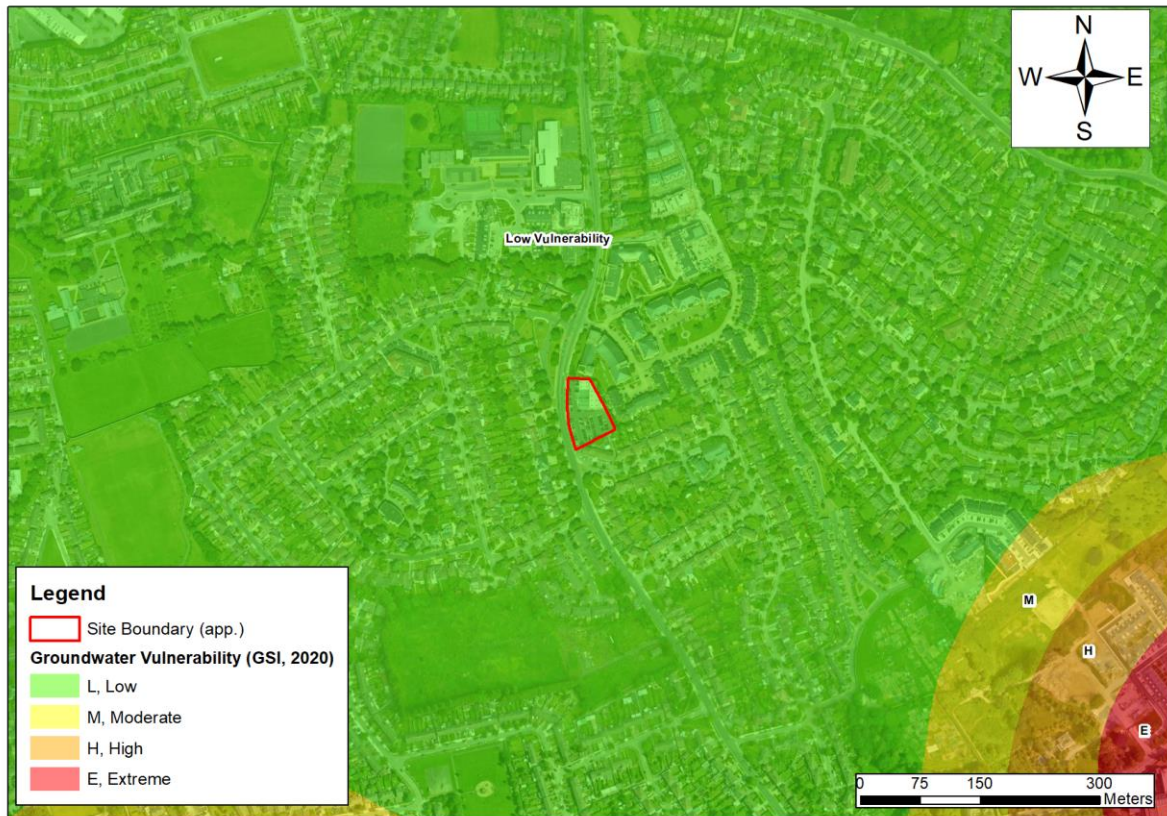 N
W E
S
Low Vulnerability
M
H
E
Legend
Site Boundary (app.)
Groundwater Vulnerability (GSI, 2020)
L, Low
M, Moderate
H, High
E, Extreme
0 75 150 300
Meters